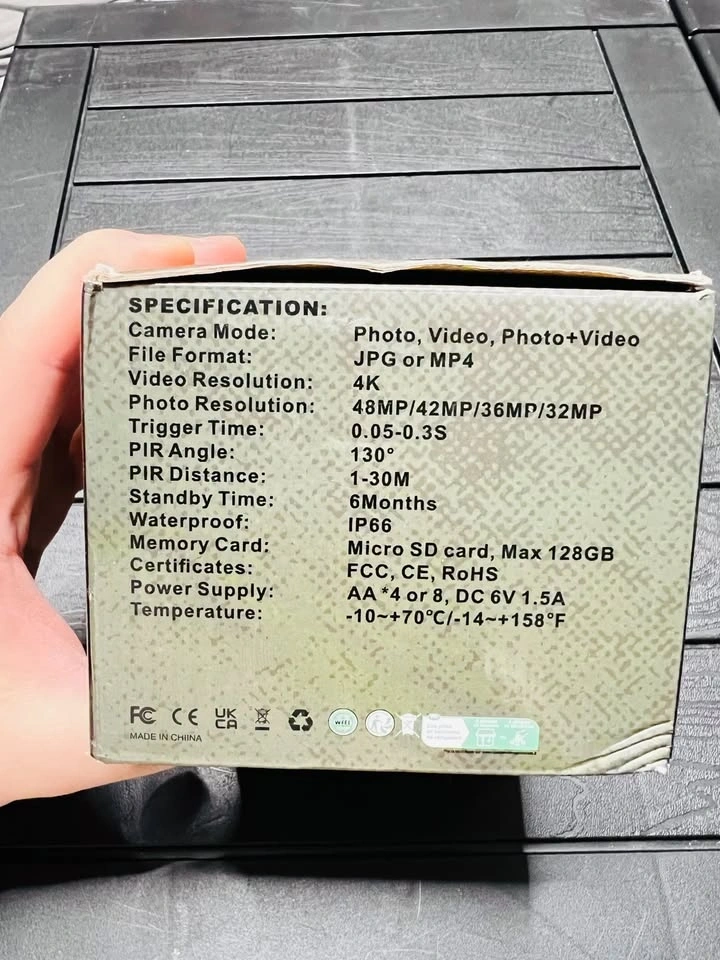 SPECIFICATION:
Camera Mode: Photo, Video, Photo+Video
File Format: JPG or MP4
Video Resolution: 4K
Photo Resolution: 48MP/42MP/36MP/32MP
Trigger Time: 0.05-0.3S
PIR Angle: 130°
PIR Distance: 1-30M
Standby Time: 6Months
Waterproof: IP66
Memory Card: Micro SD card, Max 128GB
Certificates: FCC, CE, RoHS
Power Supply: AA *4 or 8, DC 6V 1.5A
Temperature: -10~+70℃/-14~+158°F
FC CE UK CA wifi
MADE IN CHINA